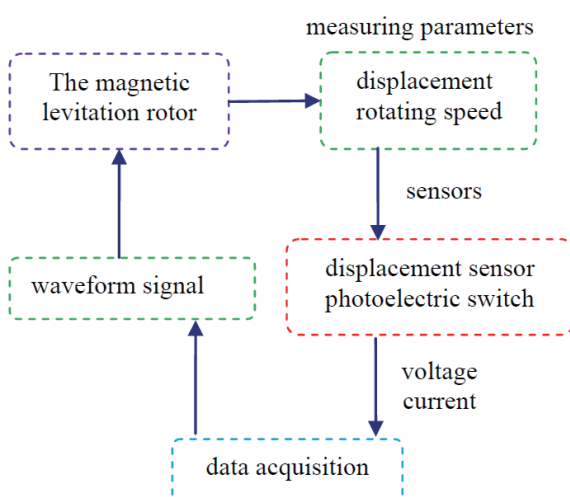 measuring parameters
The magnetic
levitation rotor
displacement
rotating speed
sensors
waveform signal
displacement sensor
photoelectric switch
voltage
current
data acquisition